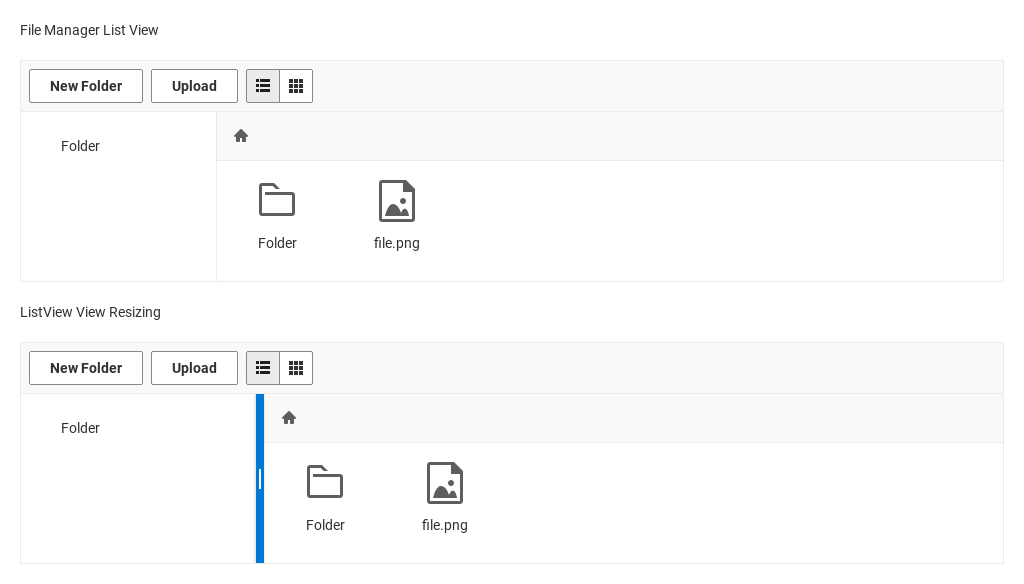 File Manager List View
New Folder
Upload
Folder
Folder
file.png
ListView View Resizing
New Folder
Upload
Folder
Folder
file.png